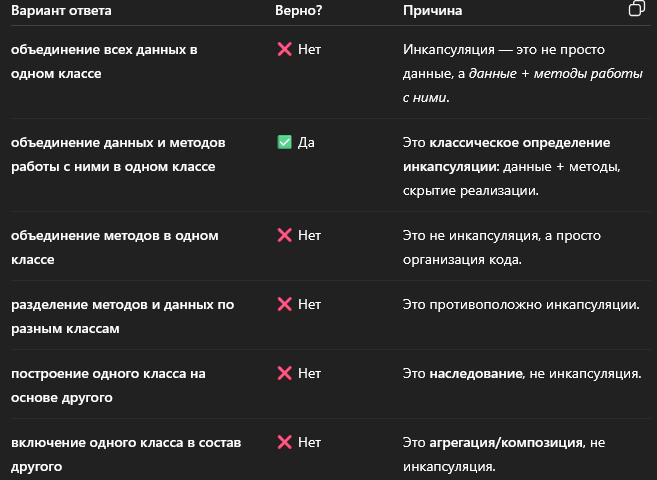 Вариант ответа Верно? Причина
объединение всех данных в ❌ Нет Инкапсуляция — это не просто
одном классе данные, а данные + методы работы
с ними.
объединение данных и методов ✅ Да Это классическое определение
работы с ними в одном классе инкапсуляции: данные + методы,
скрытие реализации.
объединение методов в одном ❌ Нет Это не инкапсуляция, а просто
классе организация кода.
разделение методов и данных по ❌ Нет Это противоположно инкапсуляции.
разным классам
построение одного класса на ❌ Нет Это наследование, не инкапсуляция.
основе другого
включение одного класса в состав ❌ Нет Это агрегация/композиция, не
другого инкапсуляция.